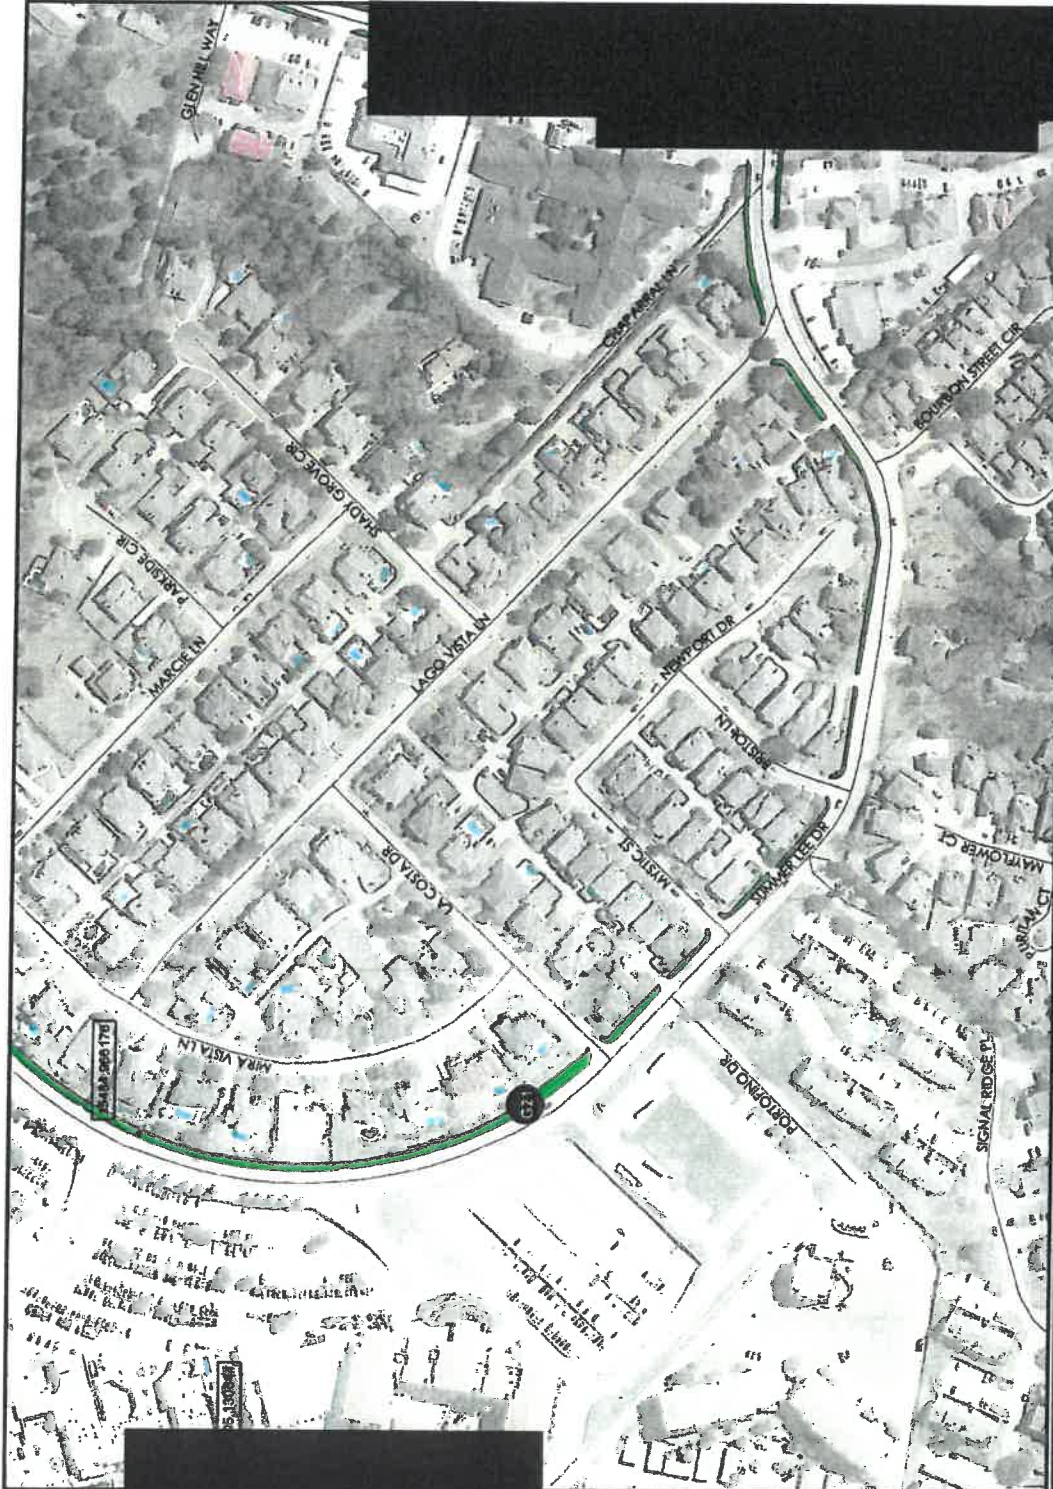 GLEN HILL WAY
CHAPARRAL LN
BOURBON STREET CIR
SHADY GROVE CIR
PARKSIDE CIR
MARCIE LN
LAGO VISTA LN
NEWPORT DR
BRISTOL LN
MAYFLOWER CT
SUMMER LEE DR
MYSTIC ST
LA COSTA DR
PURITAN CT
MIRA VISTA LN
G21
PORTOFINO DR
SIGNAL RIDGE PL